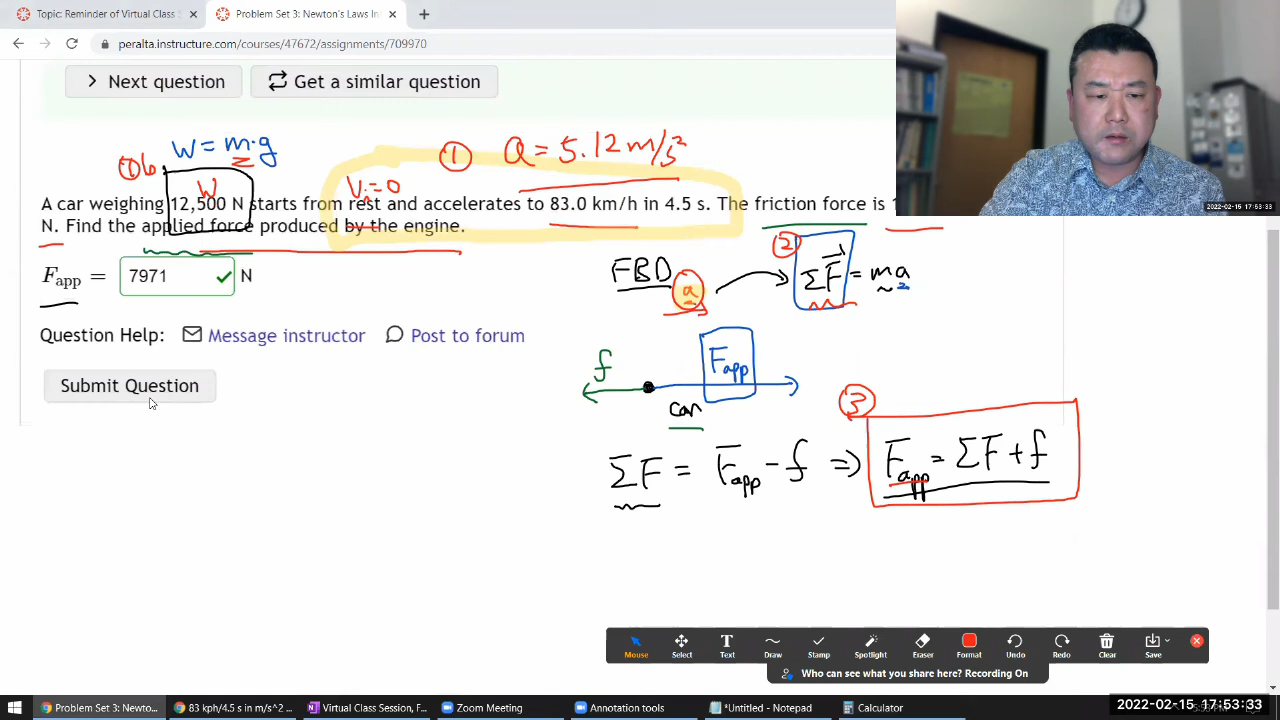 Topic: Reminder of Virtual Class S
Problem Set 3: Newton's Laws In
peralta.instructure.com/courses/47672/assignments/709970
Next question
Get a similar question
W = m·g
①b
W
① a = 5.12 m/s²
Vᵢ = 0
A car weighing 12,500 N starts from rest and accelerates to 83.0 km/h in 4.5 s. The friction force is 1
N. Find the applied force produced by the engine.
Fapp = 7971 N
FBD
a
② ΣF = ma
Question Help: Message instructor Post to forum
Submit Question
f
Fapp
car
③
ΣF = Fapp - f ⇒ Fapp = ΣF + f
2022-02-15 17:53:33
Mouse Select Text Draw Stamp Spotlight Eraser Format Undo Redo Clear Save
Who can see what you share here? Recording On
Problem Set 3: Newto...
83 kph/4.5 s in m/s^2 ...
Virtual Class Session, F...
Zoom Meeting
Annotation tools
*Untitled - Notepad
Calculator
2022-02-15 17:53:33